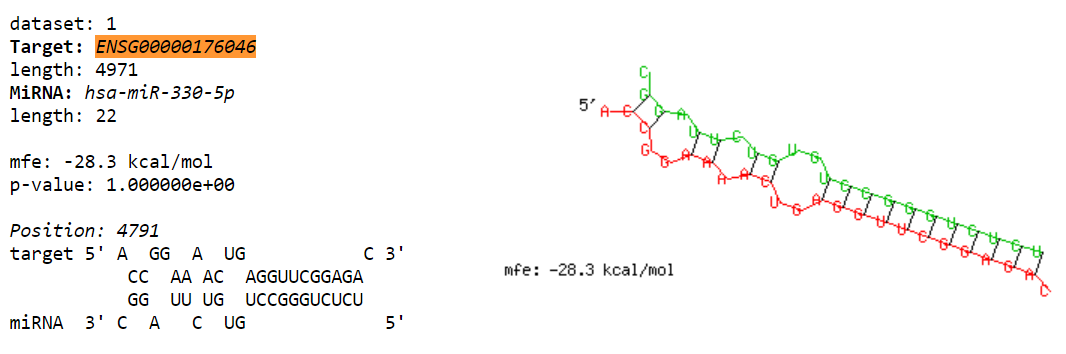 dataset: 1
Target: ENSG00000176046
length: 4971
MiRNA: hsa-miR-330-5p
length: 22
mfe: -28.3 kcal/mol
p-value: 1.000000e+00
Position: 4791
target 5' A  GG  A  UG           C 3'
           CC  AA AC  AGGUUCGGAGA
           GG  UU UG  UCCGGGUCUCU
miRNA  3' C  A   C  UG             5'
C G G A U U C U G U G U C C G G G U C U C U
5' A C C G G A A A A C U G A G G U U C G G A G A C
mfe: -28.3 kcal/mol